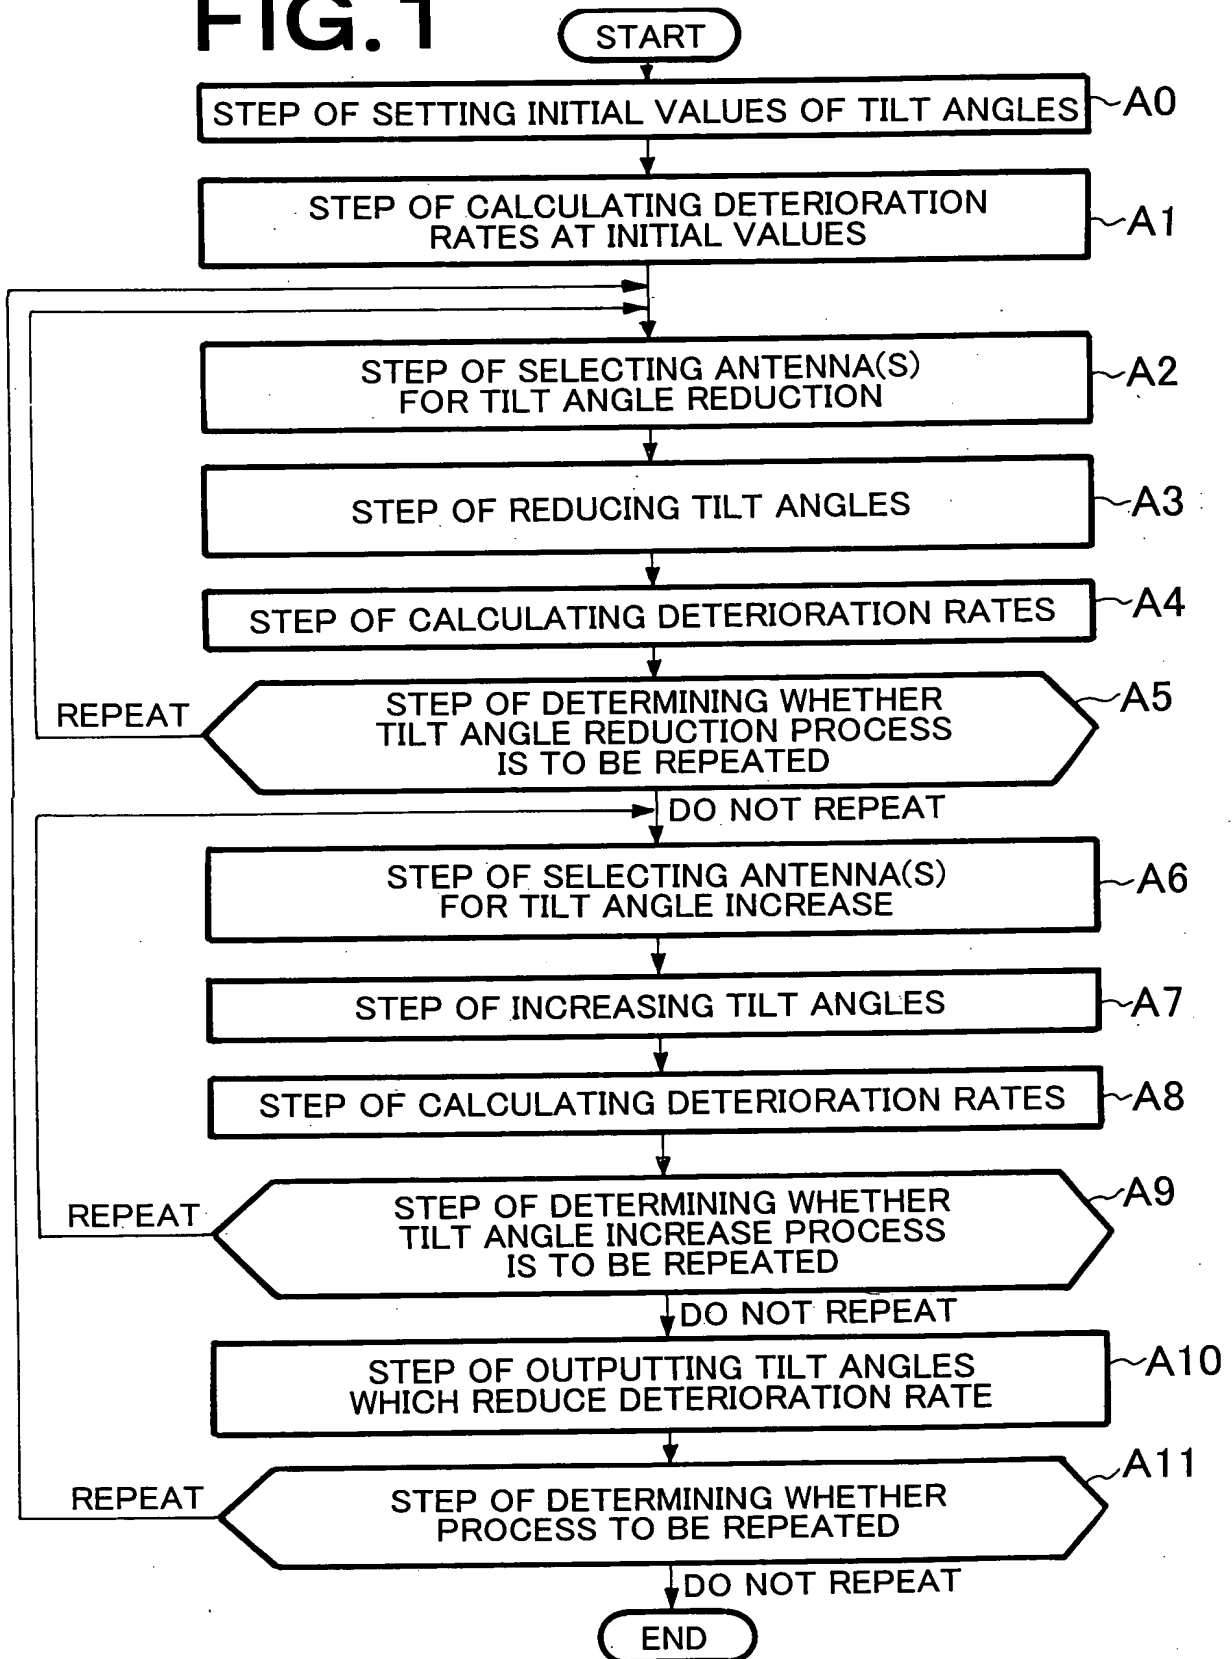 FIG. 1
START
STEP OF SETTING INITIAL VALUES OF TILT ANGLES
A0
STEP OF CALCULATING DETERIORATION
RATES AT INITIAL VALUES
A1
STEP OF SELECTING ANTENNA(S)
FOR TILT ANGLE REDUCTION
A2
STEP OF REDUCING TILT ANGLES
A3
STEP OF CALCULATING DETERIORATION RATES
A4
STEP OF DETERMINING WHETHER
TILT ANGLE REDUCTION PROCESS
IS TO BE REPEATED
A5
REPEAT
DO NOT REPEAT
STEP OF SELECTING ANTENNA(S)
FOR TILT ANGLE INCREASE
A6
STEP OF INCREASING TILT ANGLES
A7
STEP OF CALCULATING DETERIORATION RATES
A8
STEP OF DETERMINING WHETHER
TILT ANGLE INCREASE PROCESS
IS TO BE REPEATED
A9
REPEAT
DO NOT REPEAT
STEP OF OUTPUTTING TILT ANGLES
WHICH REDUCE DETERIORATION RATE
A10
STEP OF DETERMINING WHETHER
PROCESS TO BE REPEATED
A11
REPEAT
DO NOT REPEAT
END